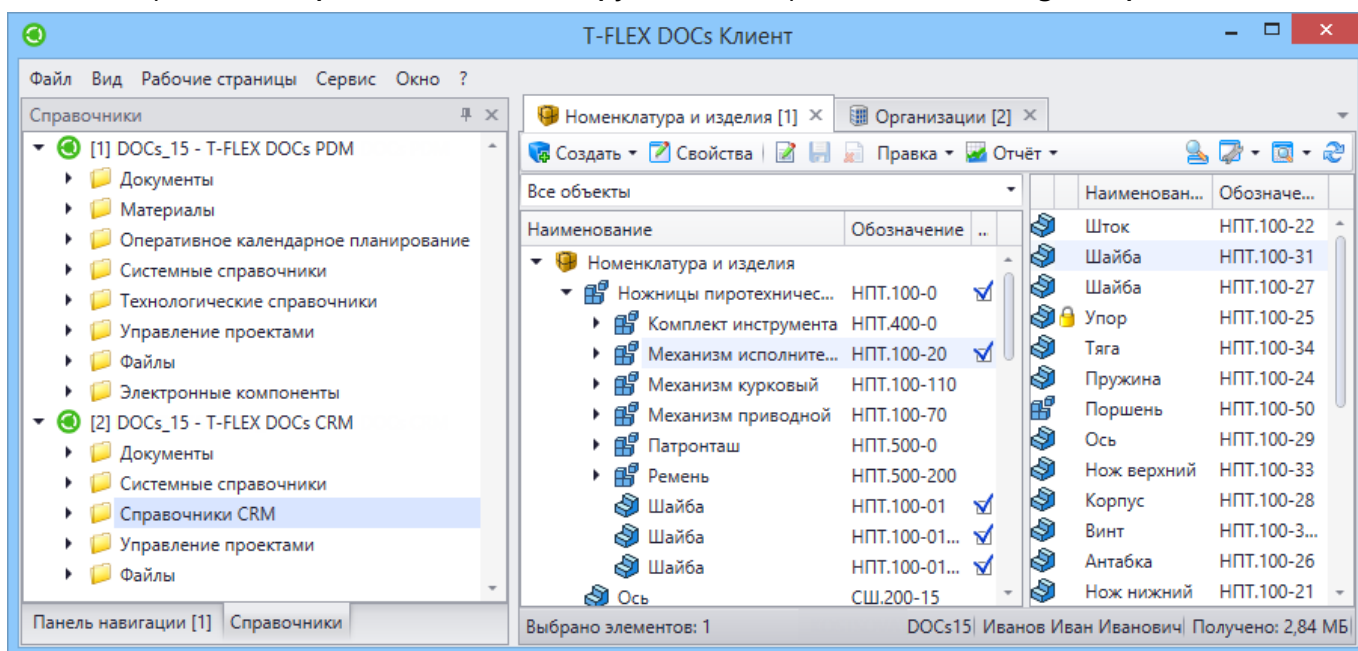 T-FLEX DOCs Клиент
Файл Вид Рабочие страницы Сервис Окно ?
Справочники
[1] DOCs_15 - T-FLEX DOCs PDM
Документы
Материалы
Оперативное календарное планирование
Системные справочники
Технологические справочники
Управление проектами
Файлы
Электронные компоненты
[2] DOCs_15 - T-FLEX DOCs CRM
Документы
Системные справочники
Справочники CRM
Управление проектами
Файлы
Панель навигации [1] Справочники
Номенклатура и изделия [1] Организации [2]
Создать Свойства Правка Отчёт
Все объекты
Наименование Обозначение ..
Номенклатура и изделия
Ножницы пиротехничес... НПТ.100-0
Комплект инструмента НПТ.400-0
Механизм исполните... НПТ.100-20
Механизм курковый НПТ.100-110
Механизм приводной НПТ.100-70
Патронташ НПТ.500-0
Ремень НПТ.500-200
Шайба НПТ.100-01
Шайба НПТ.100-01...
Шайба НПТ.100-01...
Ось СШ.200-15
Наименован... Обозначе...
Шток НПТ.100-22
Шайба НПТ.100-31
Шайба НПТ.100-27
Упор НПТ.100-25
Тяга НПТ.100-34
Пружина НПТ.100-24
Поршень НПТ.100-50
Ось НПТ.100-29
Нож верхний НПТ.100-33
Корпус НПТ.100-28
Винт НПТ.100-3...
Антабка НПТ.100-26
Нож нижний НПТ.100-21
Выбрано элементов: 1 DOCs15 Иванов Иван Иванович Получено: 2,84 МБ